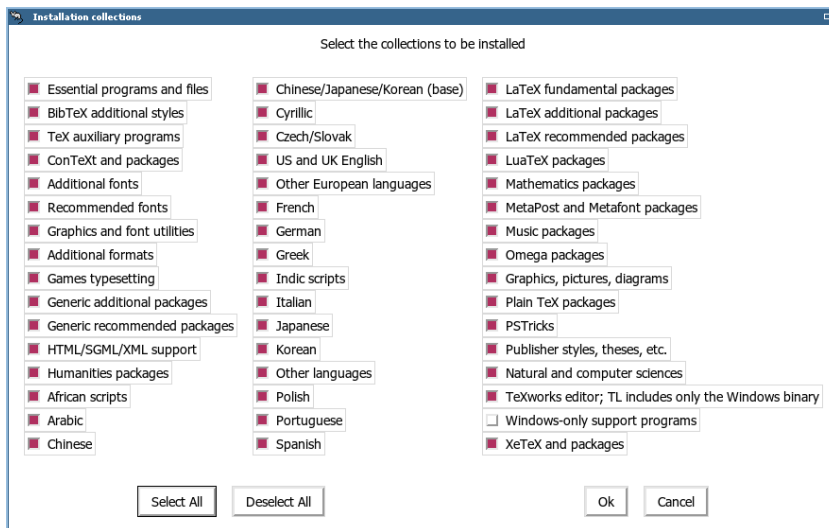 Installation collections
Select the collections to be installed
Essential programs and files
BibTeX additional styles
TeX auxiliary programs
ConTeXt and packages
Additional fonts
Recommended fonts
Graphics and font utilities
Additional formats
Games typesetting
Generic additional packages
Generic recommended packages
HTML/SGML/XML support
Humanities packages
African scripts
Arabic
Chinese
Chinese/Japanese/Korean (base)
Cyrillic
Czech/Slovak
US and UK English
Other European languages
French
German
Greek
Indic scripts
Italian
Japanese
Korean
Other languages
Polish
Portuguese
Spanish
LaTeX fundamental packages
LaTeX additional packages
LaTeX recommended packages
LuaTeX packages
Mathematics packages
MetaPost and Metafont packages
Music packages
Omega packages
Graphics, pictures, diagrams
Plain TeX packages
PSTricks
Publisher styles, theses, etc.
Natural and computer sciences
TeXworks editor; TL includes only the Windows binary
Windows-only support programs
XeTeX and packages
Select All
Deselect All
Ok
Cancel